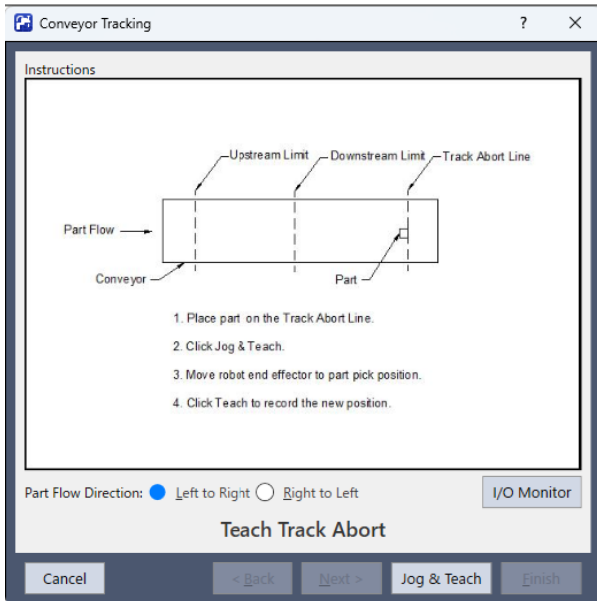 Conveyor Tracking
?
Instructions
Upstream Limit
Downstream Limit
Track Abort Line
Part Flow
Conveyor
Part
1. Place part on the Track Abort Line.
2. Click Jog & Teach.
3. Move robot end effector to part pick position.
4. Click Teach to record the new position.
Part Flow Direction: Left to Right Right to Left I/O Monitor
Teach Track Abort
Cancel < Back Next > Jog & Teach Finish